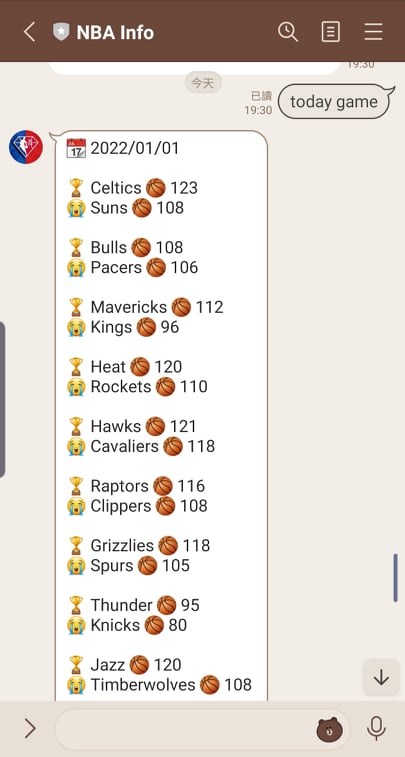 NBA Info
19:30
今天
已讀
19:30
today game
JUL
17
2022/01/01
Celtics 123
Suns 108
Bulls 108
Pacers 106
Mavericks 112
Kings 96
Heat 120
Rockets 110
Hawks 121
Cavaliers 118
Raptors 116
Clippers 108
Grizzlies 118
Spurs 105
Thunder 95
Knicks 80
Jazz 120
Timberwolves 108